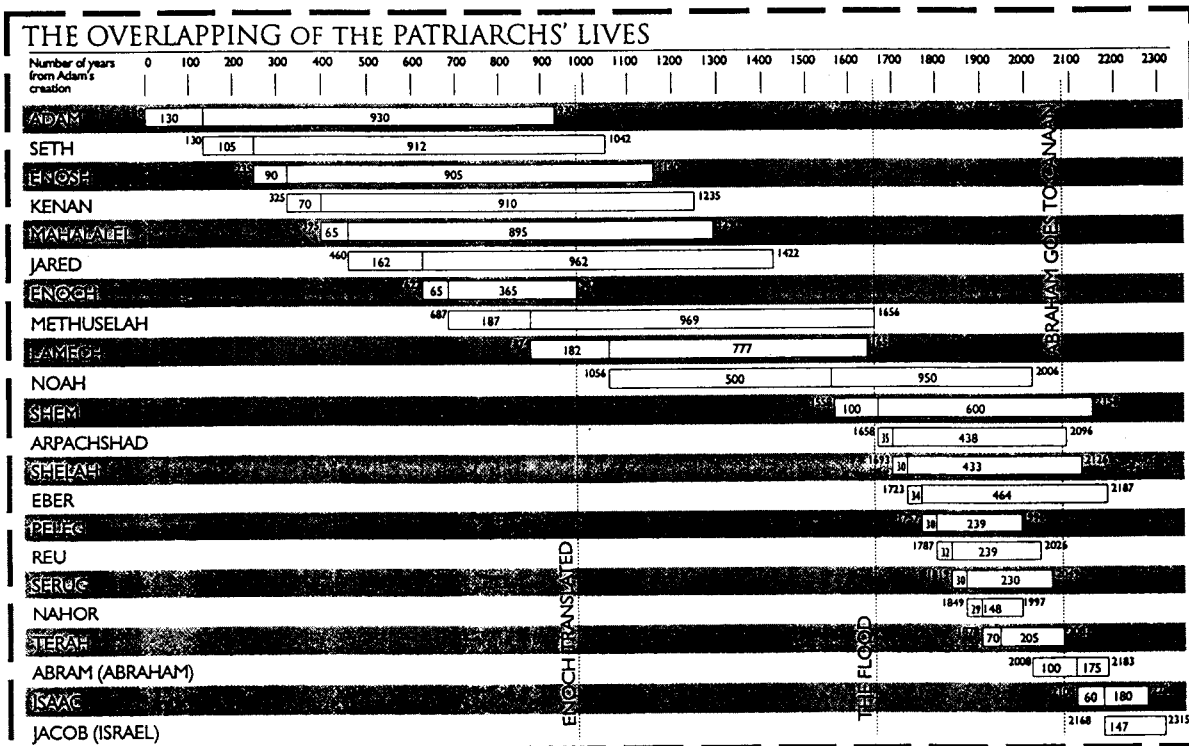 THE OVERLAPPING OF THE PATRIARCHS' LIVES
Number of years
from Adam's
creation
0 100 200 300 400 500 600 700 800 900 1000 1100 1200 1300 1400 1500 1600 1700 1800 1900 2000 2100 2200 2300
ADAM 130 930
SETH 130 105 912 1042
ENOSH 90 905
KENAN 325 70 910 1235
MAHALALEL 65 895
JARED 460 162 962 1422
ENOCH 65 365
METHUSELAH 687 187 969 1656
LAMECH 182 777
NOAH 1056 500 950 2006
SHEM 100 600
ARPACHSHAD 1658 35 438 2096
SHELAH 1693 30 433 2126
EBER 1723 34 464 2187
PELEG 30 239
REU 1787 32 239 2026
SERUG 30 230
NAHOR 1849 29 148 1997
TERAH 70 205
ABRAM (ABRAHAM) 2008 100 175 2183
ISAAC 60 180
JACOB (ISRAEL) 2168 147 2315
ENOCH TRANSLATED
THE FLOOD
ABRAHAM GOES TO CANAAN